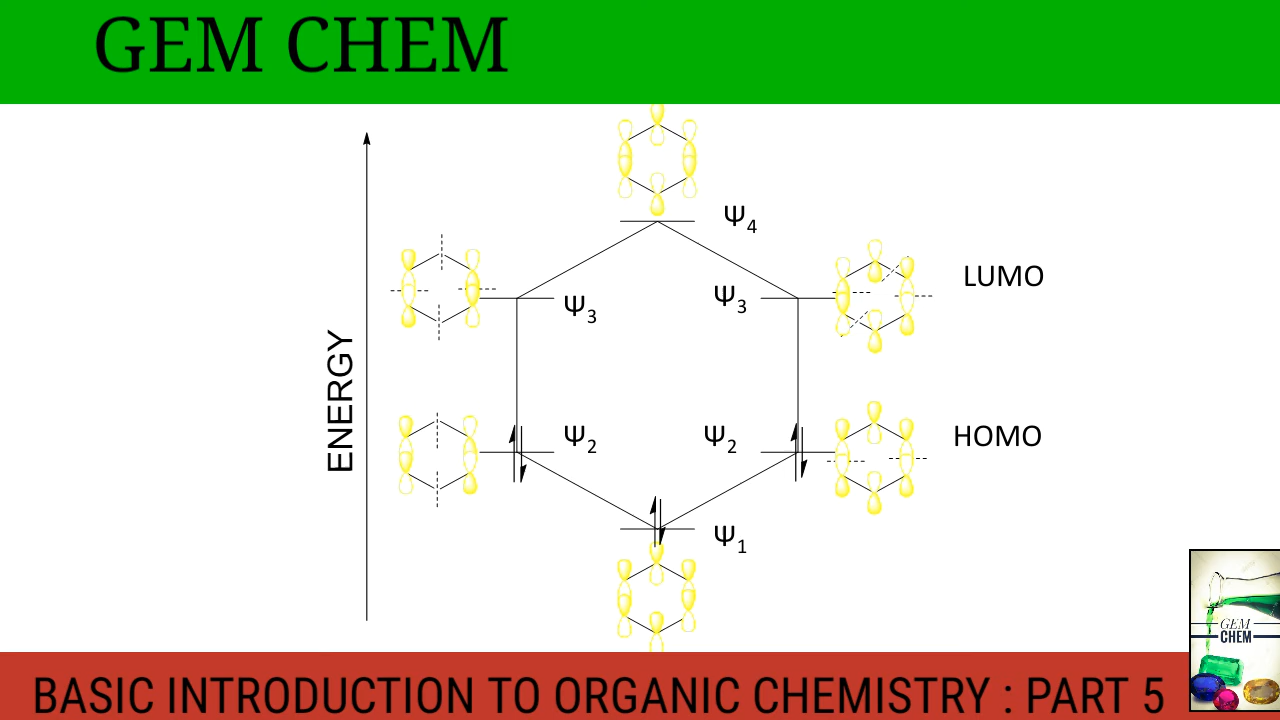 GEM CHEM
Ψ4
LUMO
Ψ3
Ψ3
ENERGY
Ψ2
Ψ2
HOMO
Ψ1
GEM
CHEM
BASIC INTRODUCTION TO ORGANIC CHEMISTRY : PART 5